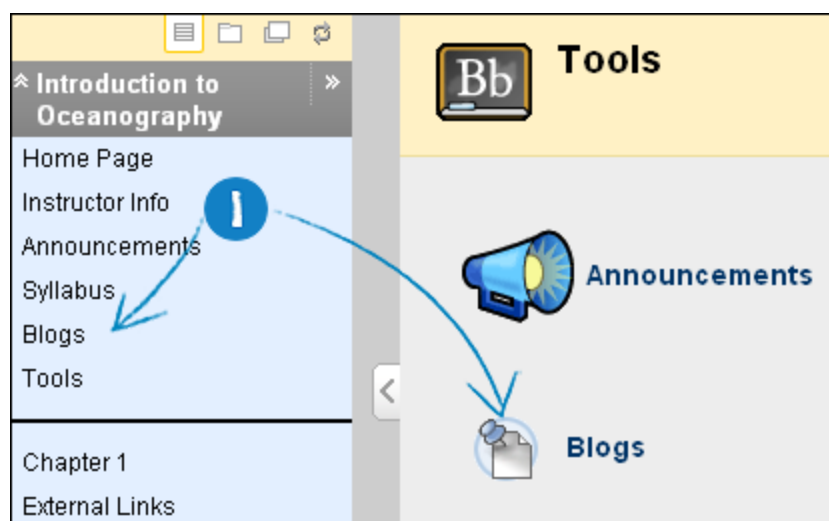 Introduction to
Oceanography
Home Page
Instructor Info
Announcements
Syllabus
Blogs
Tools
Chapter 1
External Links
1
Bb
Tools
Announcements
Blogs